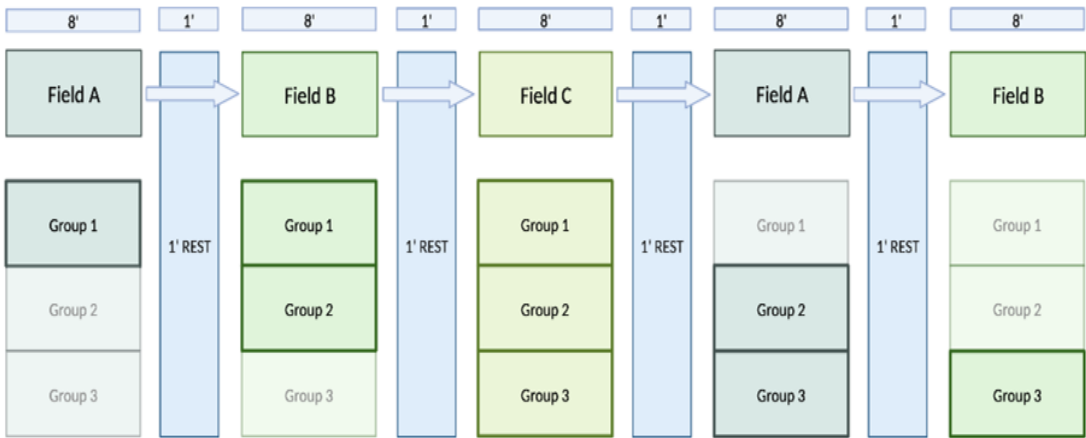 8' 1' 8' 1' 8' 1' 8' 1' 8'
Field A Field B Field C Field A Field B
Group 1 Group 1 Group 1 Group 1 Group 1
1' REST 1' REST 1' REST 1' REST
Group 2 Group 2 Group 2 Group 2 Group 2
Group 3 Group 3 Group 3 Group 3 Group 3